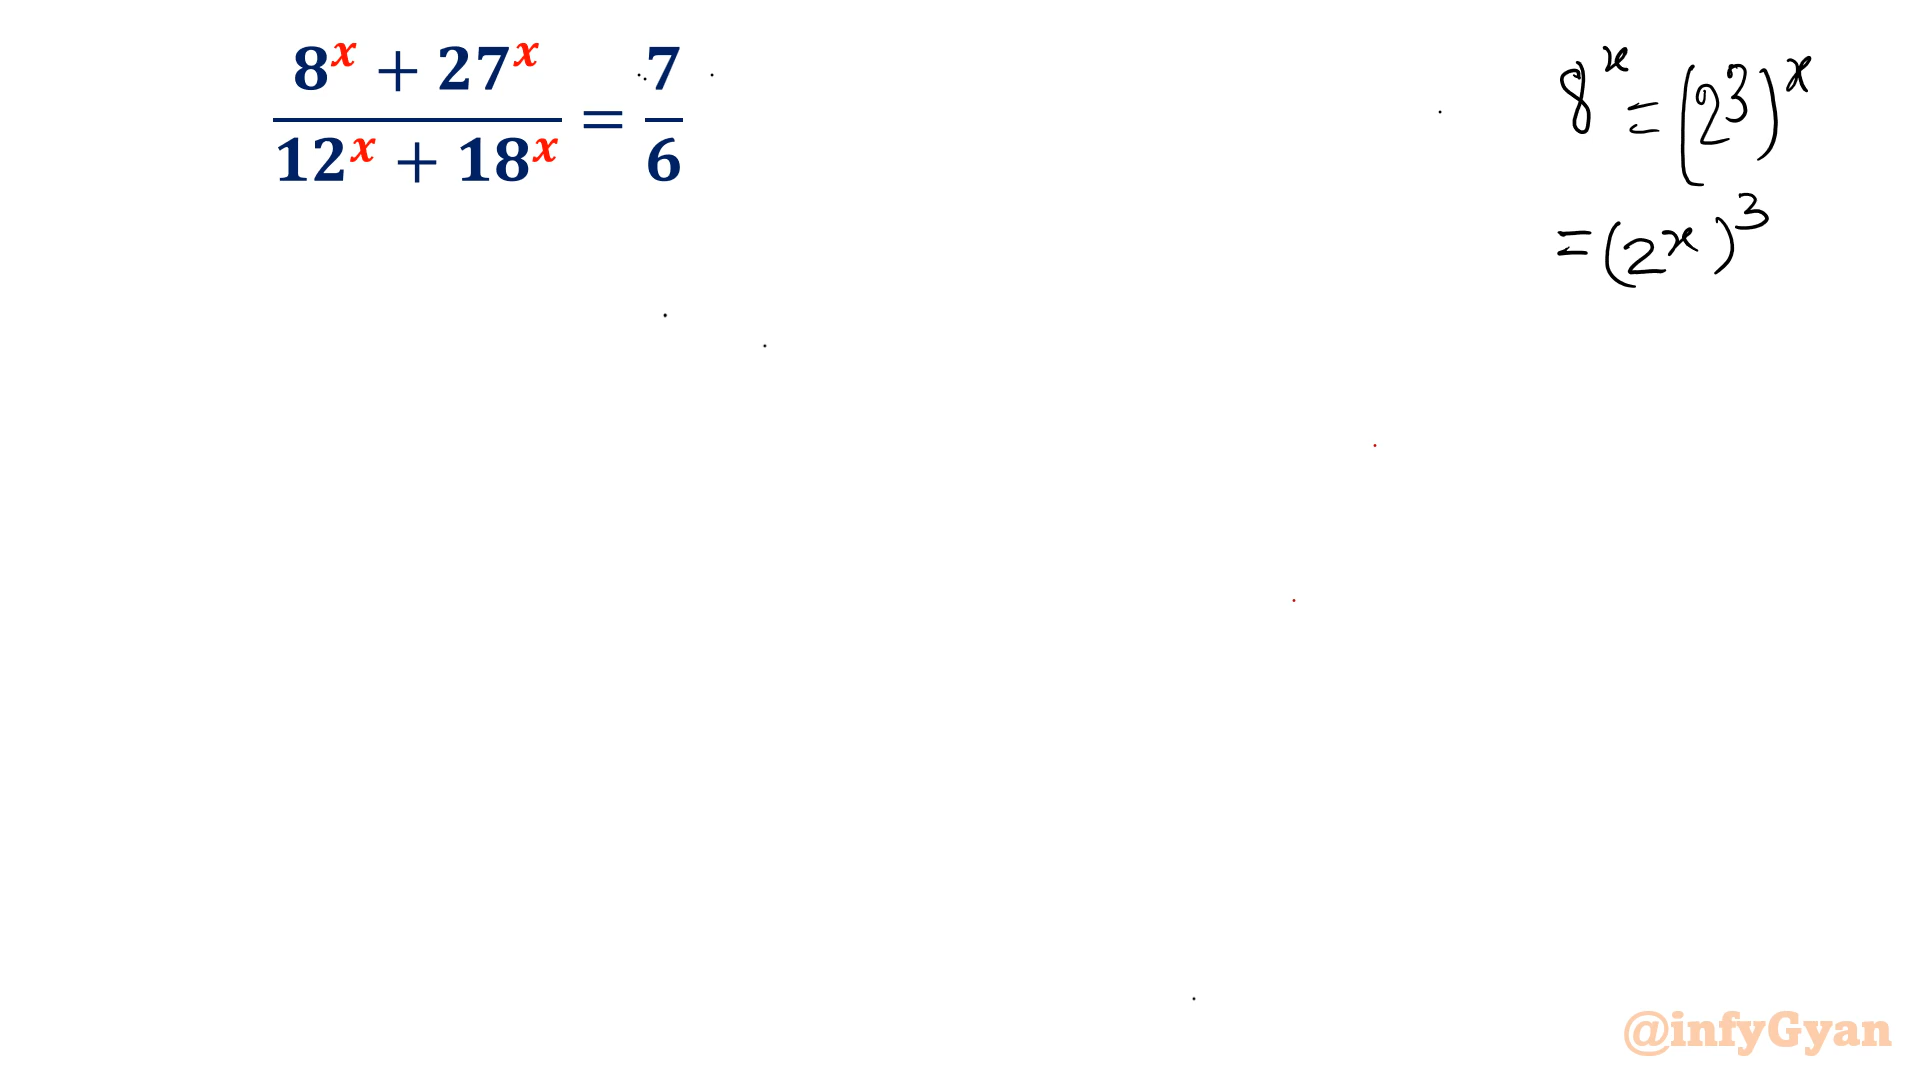 8^x + 27^x / 12^x + 18^x = 7/6
8^x = (2^3)^x
= (2^x)^3
@infyGyan